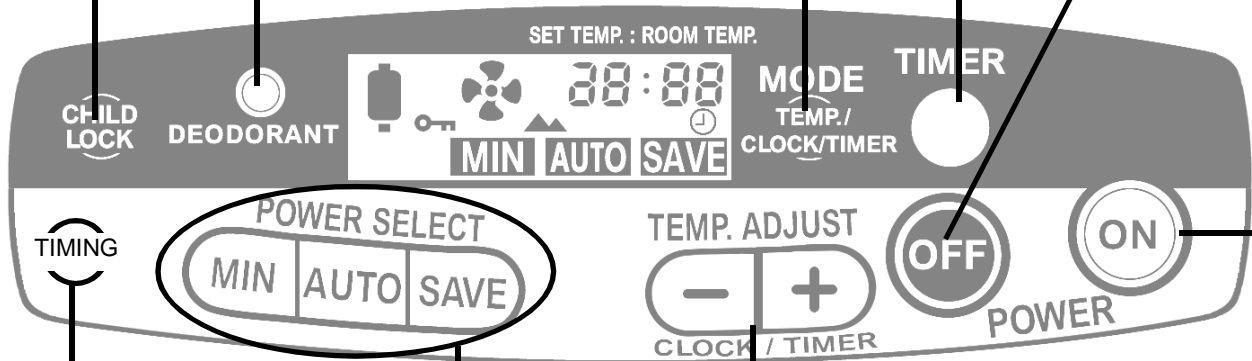 SET TEMP. : ROOM TEMP.
CHILD
LOCK
DEODORANT
38:88
MIN AUTO SAVE
MODE
TEMP./
CLOCK/TIMER
TIMER
TIMING
POWER SELECT
MIN AUTO SAVE
TEMP. ADJUST
− +
CLOCK / TIMER
OFF
ON
POWER